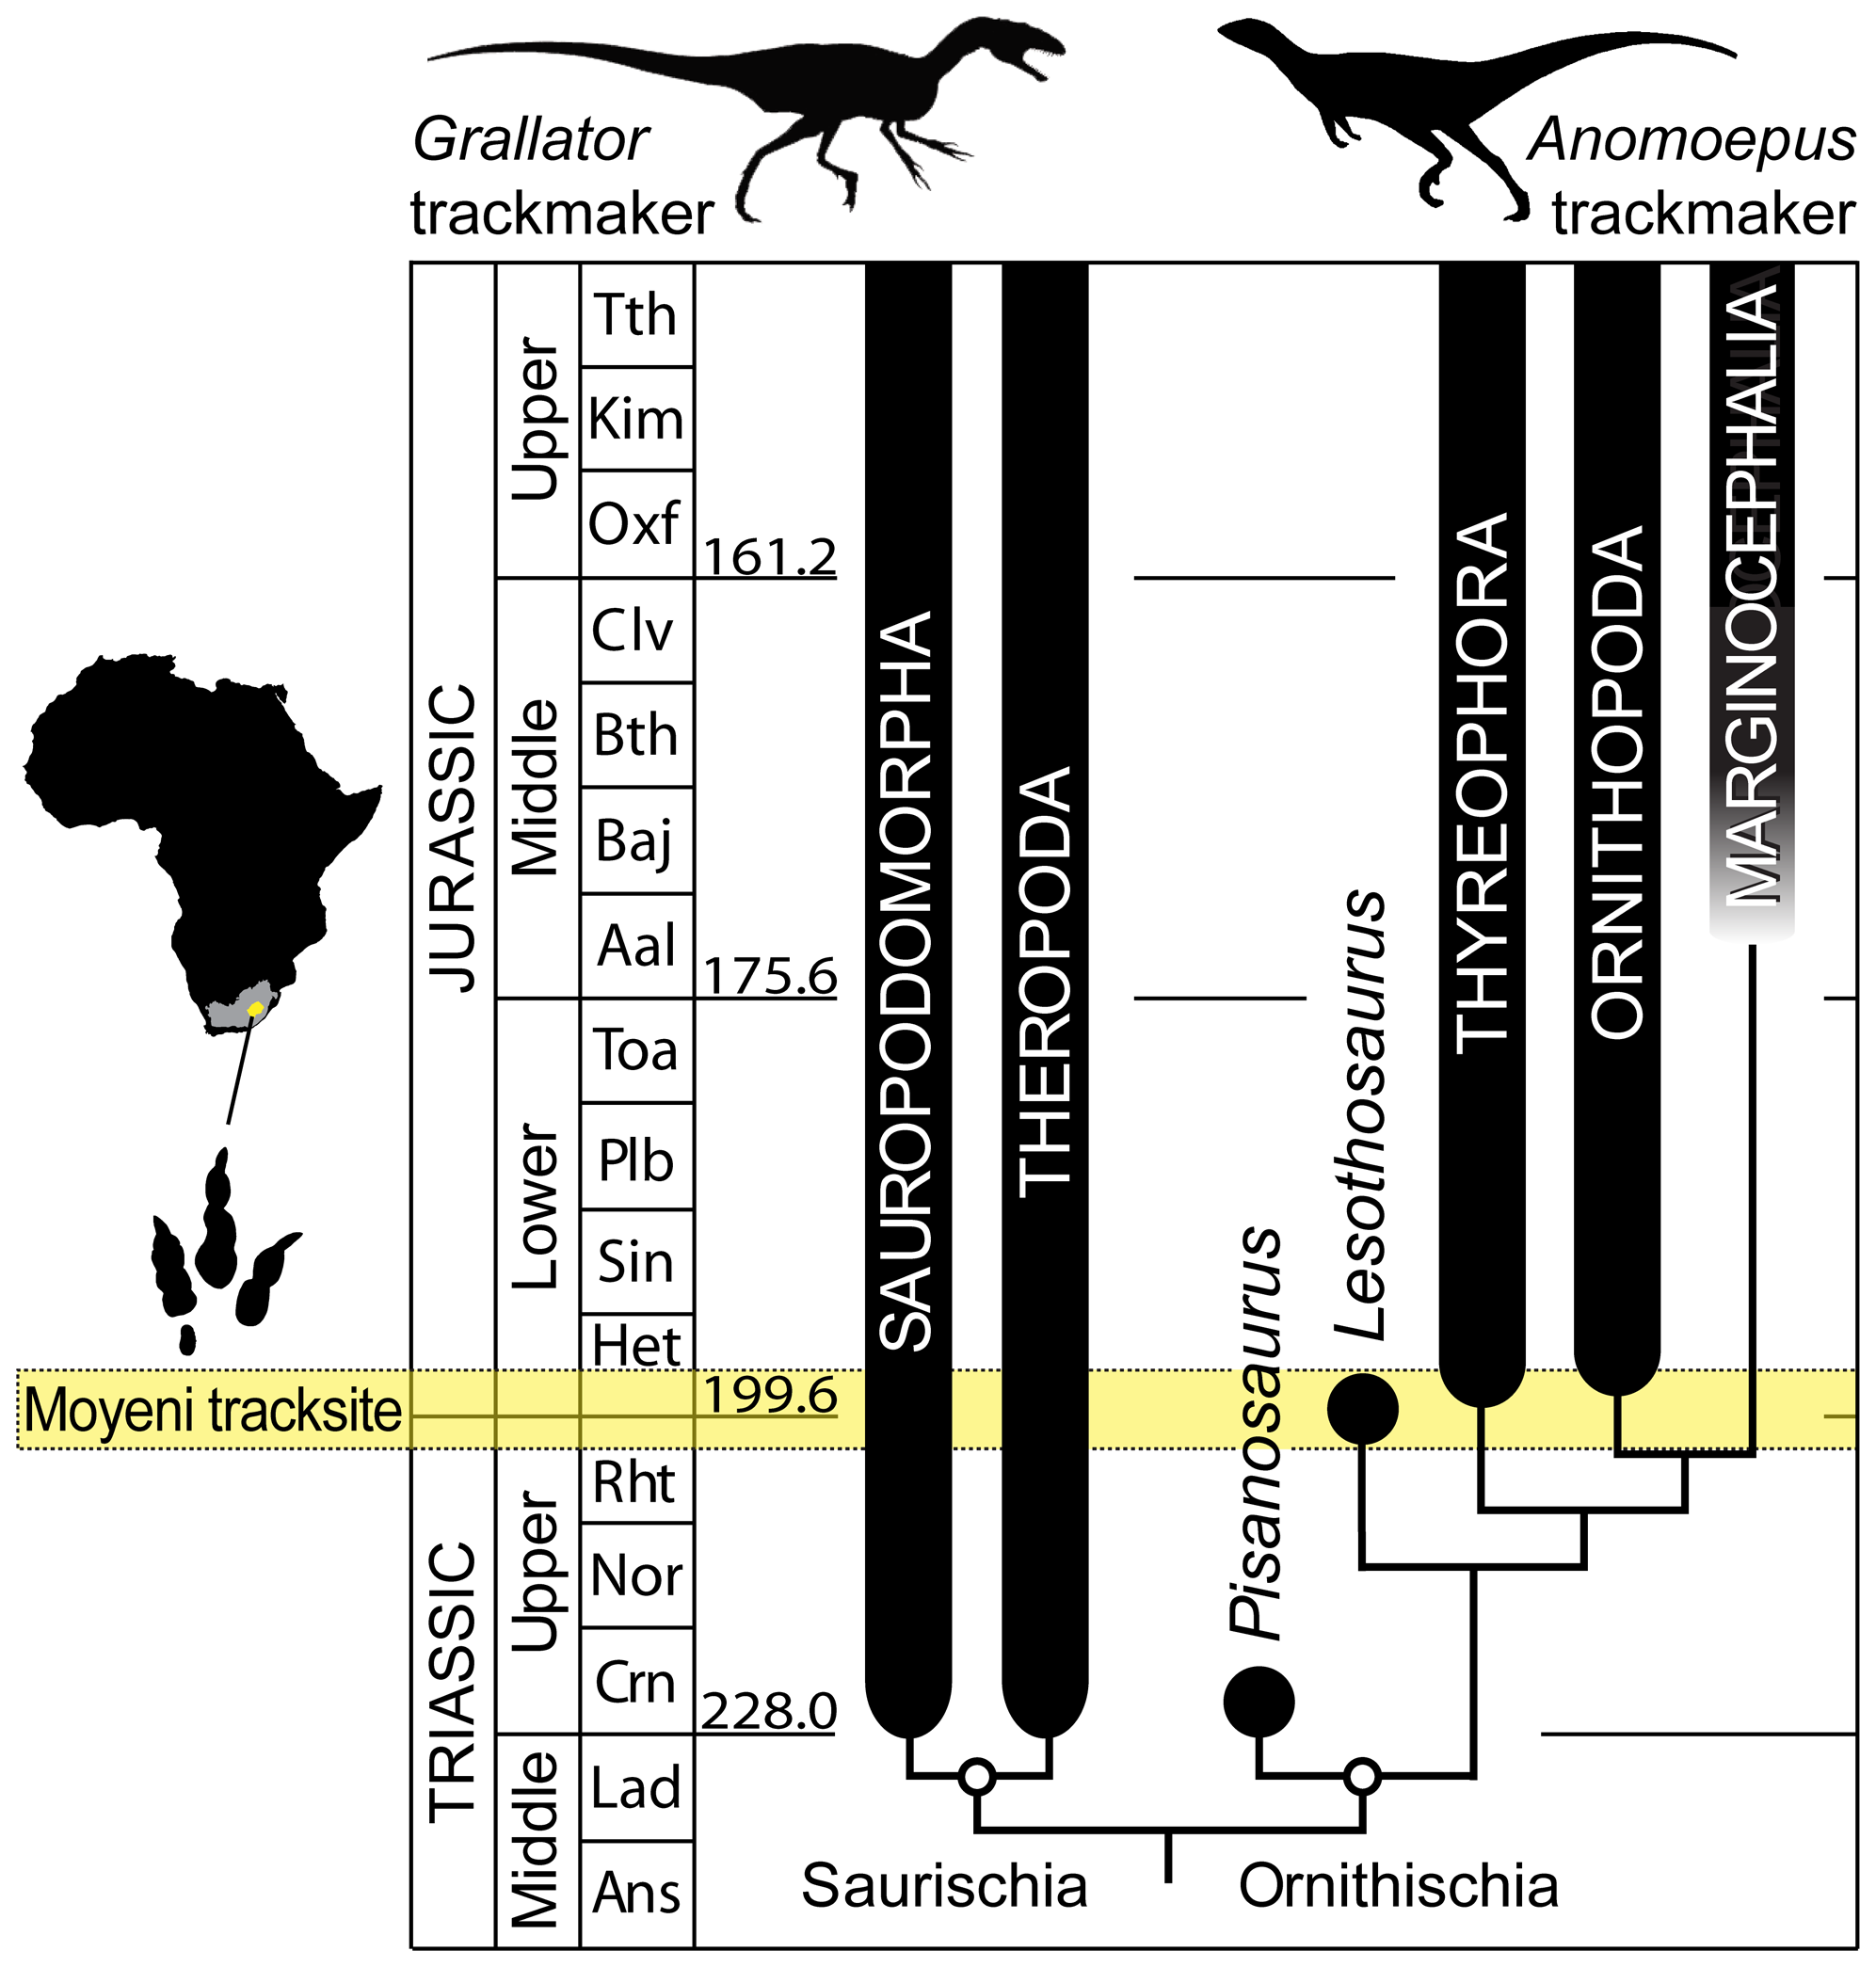 Grallator
trackmaker
Anomoepus
trackmaker
JURASSIC
Upper
Tth
Kim
Oxf
161.2
Middle
Clv
Bth
Baj
Aal
175.6
Lower
Toa
Plb
Sin
Het
199.6
Moyeni tracksite
TRIASSIC
Upper
Rht
Nor
Crn
228.0
Middle
Lad
Ans
SAUROPODOMORPHA
THEROPODA
Pisanosaurus
Lesothosaurus
THYREOPHORA
ORNITHOPODA
MARGINOCEPHALIA
Saurischia
Ornithischia